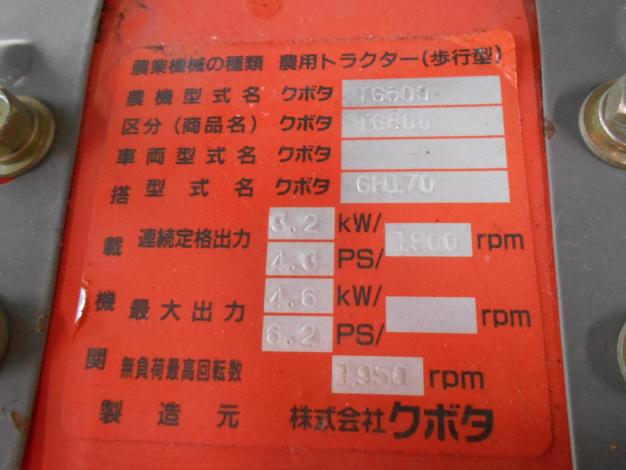 農業機械の種類 農用トラクター(歩行型)
農機型式名 クボタ TG500
区分(商品名) クボタ TG600
車両型式名 クボタ
搭載機関
型式名 クボタ GH170
連続定格出力 3.2 kW/ 4.3 PS/ 1800 rpm
最大出力 4.6 kW/ 6.2 PS/ rpm
無負荷最高回転数 1950 rpm
製造元 株式会社クボタ